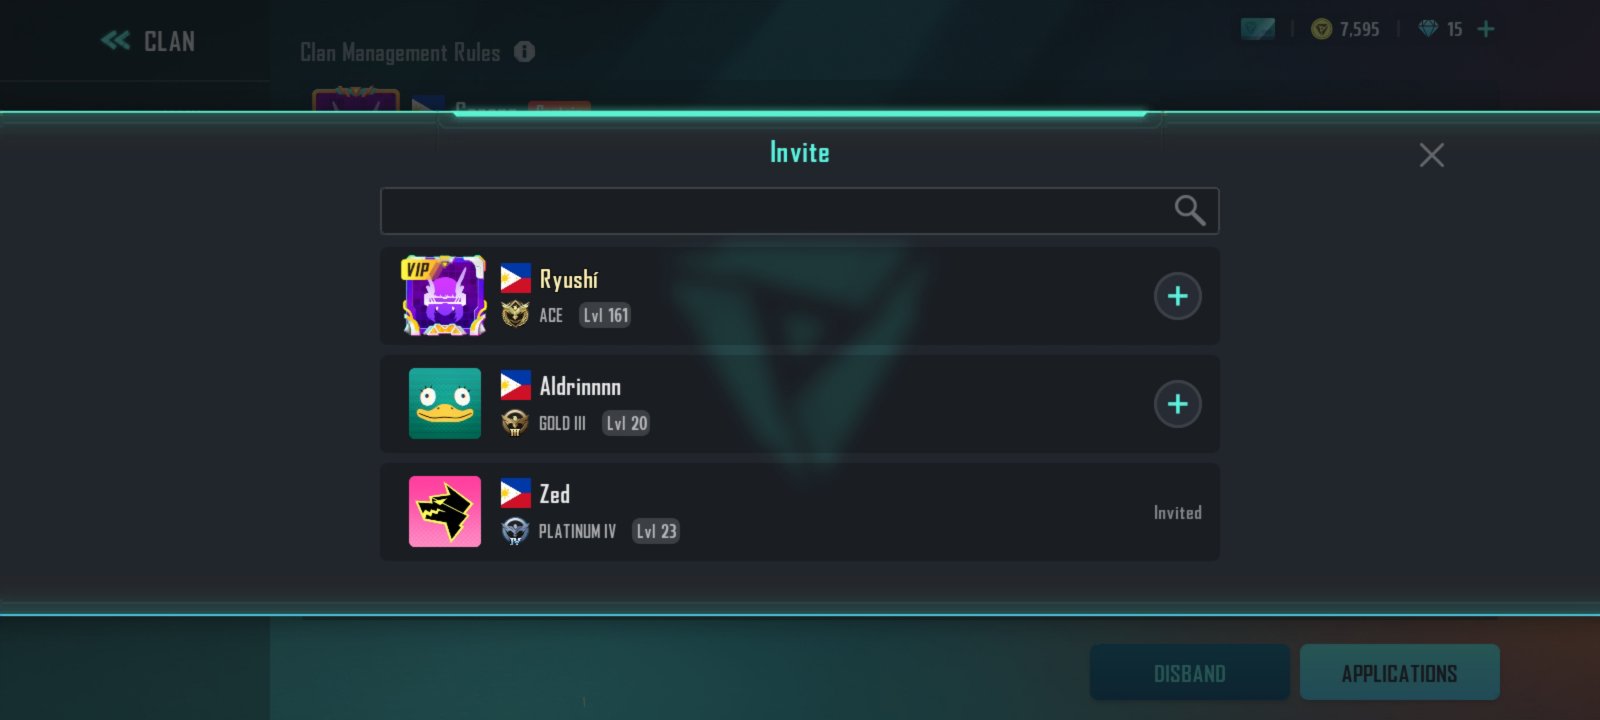 CLAN
7,595
15
Clan Management Rules
Invite
VIP
Ryushí
ACE
Lvl 161
Aldrinnnn
GOLD III
Lvl 20
Zed
PLATINUM IV
Lvl 23
Invited
DISBAND
APPLICATIONS